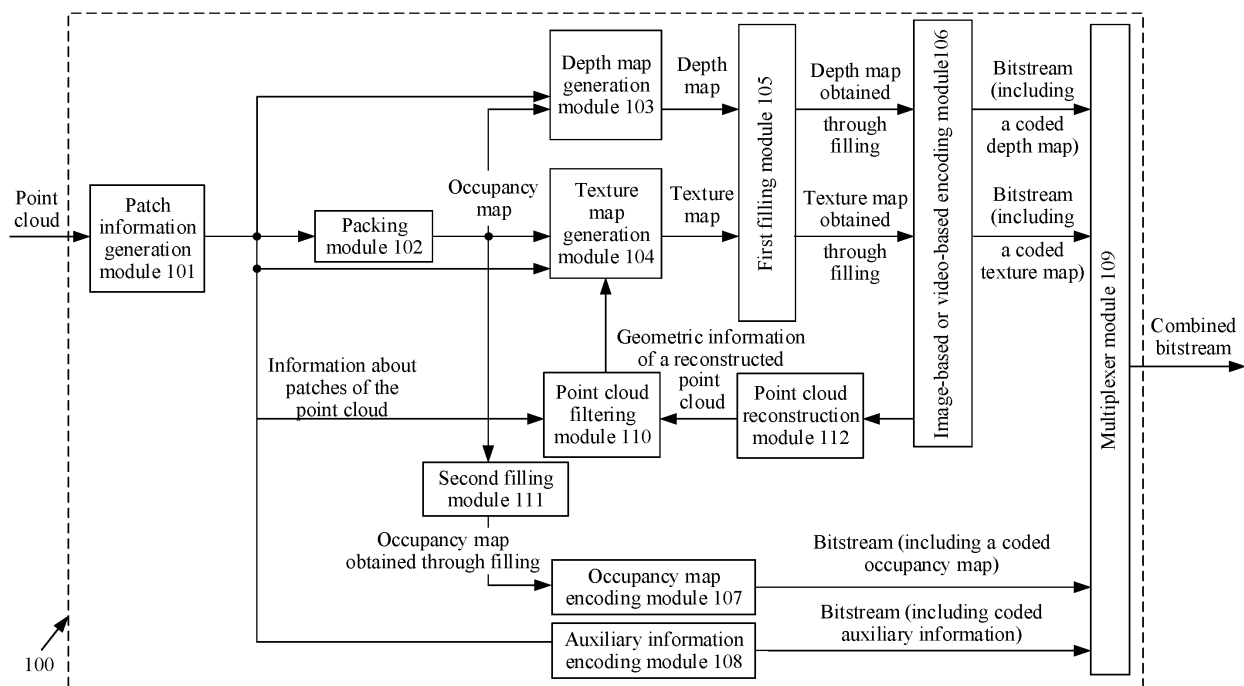 Point
cloud
Patch
information
generation
module 101
Packing
module 102
Occupancy
map
Depth map
generation
module 103
Depth
map
Texture
map
generation
module 104
Texture
map
First filling module 105
Depth map
obtained
through
filling
Texture map
obtained
through
filling
Image-based or video-based encoding module106
Bitstream
(including
a coded
depth map)
Bitstream
(including
a coded
texture map)
Multiplexer module 109
Combined
bitstream
Information about
patches of the
point cloud
Geometric information
of a reconstructed
point
cloud
Point cloud
filtering
module 110
Point cloud
reconstruction
module 112
Second filling
module 111
Occupancy map
obtained through filling
Occupancy map
encoding module 107
Bitstream (including a coded
occupancy map)
Auxiliary information
encoding module 108
Bitstream (including coded
auxiliary information)
100